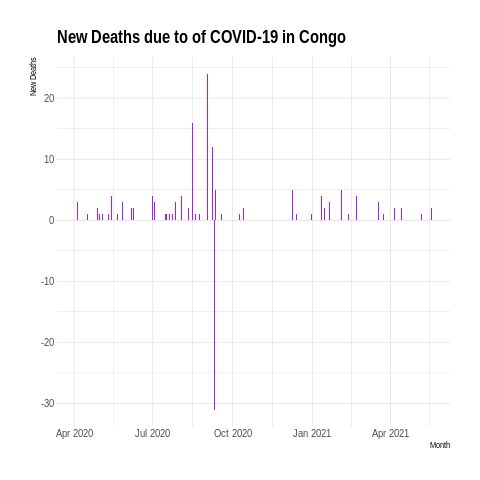 New Deaths due to of COVID-19 in Congo
New Deaths
20
10
0
-10
-20
-30
Apr 2020 Jul 2020 Oct 2020 Jan 2021 Apr 2021
Month